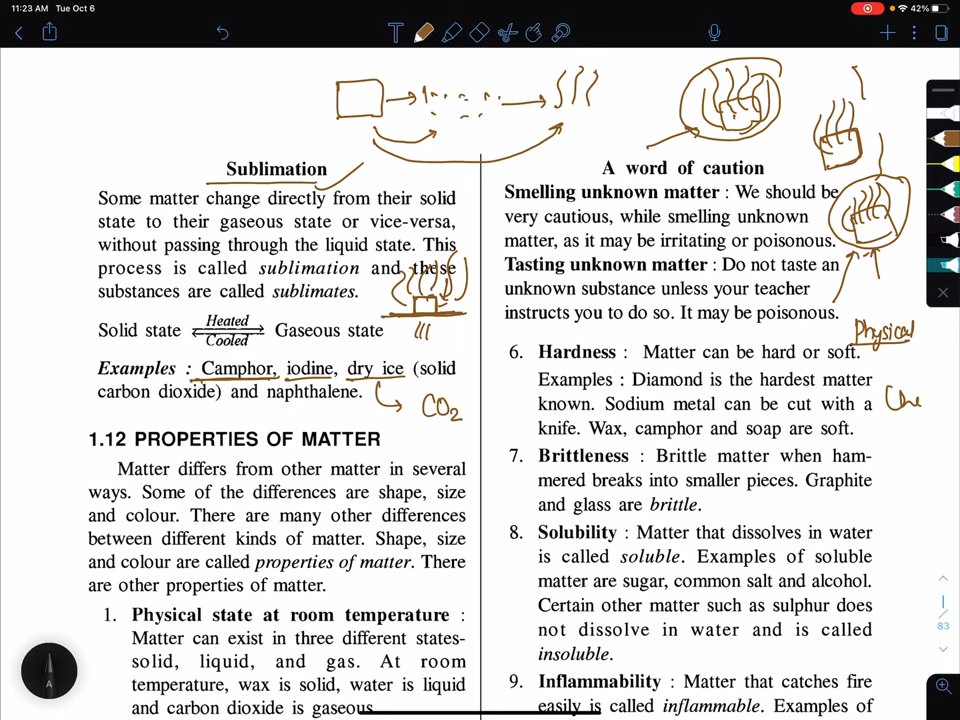 11:23 AM Tue Oct 6
42%
Sublimation
Some matter change directly from their solid
state to their gaseous state or vice-versa,
without passing through the liquid state. This
process is called sublimation and these
substances are called sublimates.
Heated
Solid state Gaseous state
Cooled
Examples : Camphor, iodine, dry ice (solid
carbon dioxide) and naphthalene.
CO2
1.12 PROPERTIES OF MATTER
Matter differs from other matter in several
ways. Some of the differences are shape, size
and colour. There are many other differences
between different kinds of matter. Shape, size
and colour are called properties of matter. There
are other properties of matter.
1. Physical state at room temperature :
Matter can exist in three different states-
solid, liquid, and gas. At room
temperature, wax is solid, water is liquid
and carbon dioxide is gaseous.
A word of caution
Smelling unknown matter : We should be
very cautious, while smelling unknown
matter, as it may be irritating or poisonous.
Tasting unknown matter : Do not taste an
unknown substance unless your teacher
instructs you to do so. It may be poisonous.
Physical
6. Hardness : Matter can be hard or soft.
Examples : Diamond is the hardest matter
known. Sodium metal can be cut with a
Che
knife. Wax, camphor and soap are soft.
7. Brittleness : Brittle matter when ham-
mered breaks into smaller pieces. Graphite
and glass are brittle.
8. Solubility : Matter that dissolves in water
is called soluble. Examples of soluble
matter are sugar, common salt and alcohol.
Certain other matter such as sulphur does
not dissolve in water and is called
insoluble.
9. Inflammability : Matter that catches fire
easily is called inflammable. Examples of
T
A
1
/
83